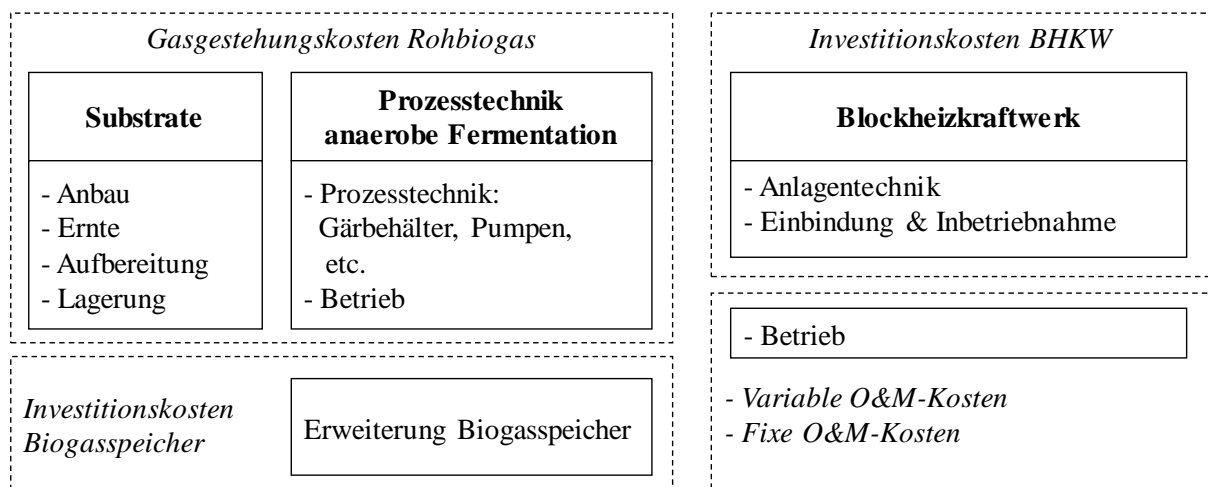 Gasgestehungskosten Rohbiogas
Substrate
- Anbau
- Ernte
- Aufbereitung
- Lagerung
Prozesstechnik
anaerobe Fermentation
- Prozesstechnik:
Gärbehälter, Pumpen,
etc.
- Betrieb
Investitionskosten
Biogasspeicher
Erweiterung Biogasspeicher
Investitionskosten BHKW
Blockheizkraftwerk
- Anlagentechnik
- Einbindung & Inbetriebnahme
- Betrieb
- Variable O&M-Kosten
- Fixe O&M-Kosten